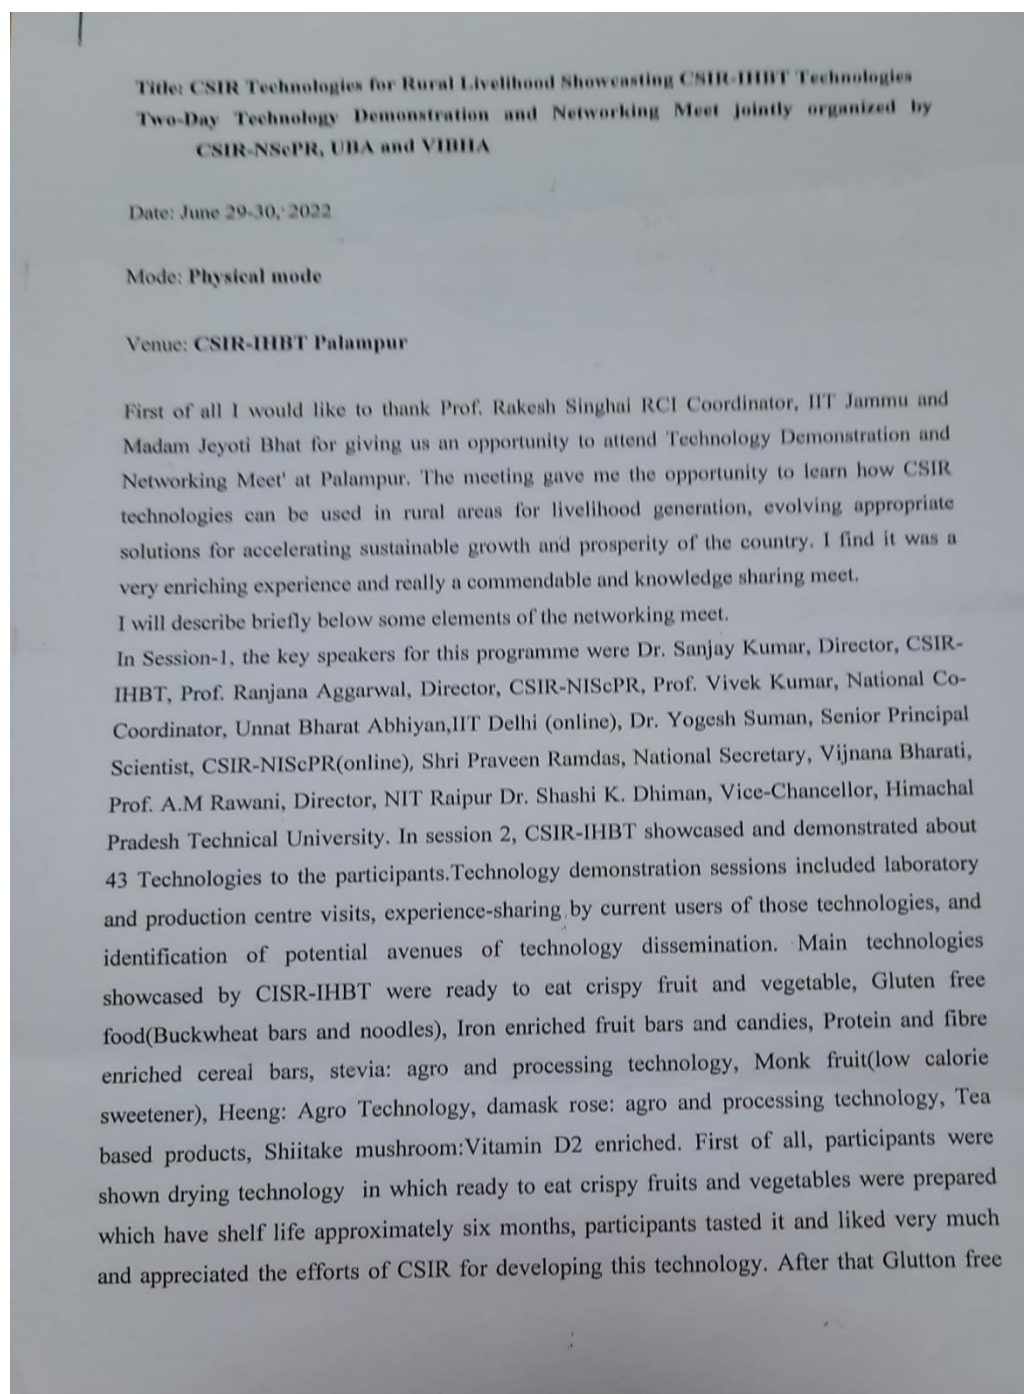 Title: CSIR Technologies for Rural Livelihood Showcasting CSIR-IHBT Technologies
Two-Day Technology Demonstration and Networking Meet jointly organized by
CSIR-NScPR, UBA and VIBHA
Date: June 29-30, 2022
Mode: Physical mode
Venue: CSIR-IHBT Palampur
First of all I would like to thank Prof. Rakesh Singhai RCI Coordinator, IIT Jammu and
Madam Jeyoti Bhat for giving us an opportunity to attend Technology Demonstration and
Networking Meet' at Palampur. The meeting gave me the opportunity to learn how CSIR
technologies can be used in rural areas for livelihood generation, evolving appropriate
solutions for accelerating sustainable growth and prosperity of the country. I find it was a
very enriching experience and really a commendable and knowledge sharing meet.
I will describe briefly below some elements of the networking meet.
In Session-1, the key speakers for this programme were Dr. Sanjay Kumar, Director, CSIR-
IHBT, Prof. Ranjana Aggarwal, Director, CSIR-NIScPR, Prof. Vivek Kumar, National Co-
Coordinator, Unnat Bharat Abhiyan,IIT Delhi (online), Dr. Yogesh Suman, Senior Principal
Scientist, CSIR-NIScPR(online), Shri Praveen Ramdas, National Secretary, Vijnana Bharati,
Prof. A.M Rawani, Director, NIT Raipur Dr. Shashi K. Dhiman, Vice-Chancellor, Himachal
Pradesh Technical University. In session 2, CSIR-IHBT showcased and demonstrated about
43 Technologies to the participants.Technology demonstration sessions included laboratory
and production centre visits, experience-sharing by current users of those technologies, and
identification of potential avenues of technology dissemination. Main technologies
showcased by CISR-IHBT were ready to eat crispy fruit and vegetable, Gluten free
food(Buckwheat bars and noodles), Iron enriched fruit bars and candies, Protein and fibre
enriched cereal bars, stevia: agro and processing technology, Monk fruit(low calorie
sweetener), Heeng: Agro Technology, damask rose: agro and processing technology, Tea
based products, Shiitake mushroom:Vitamin D2 enriched. First of all, participants were
shown drying technology in which ready to eat crispy fruits and vegetables were prepared
which have shelf life approximately six months, participants tasted it and liked very much
and appreciated the efforts of CSIR for developing this technology. After that Glutton free